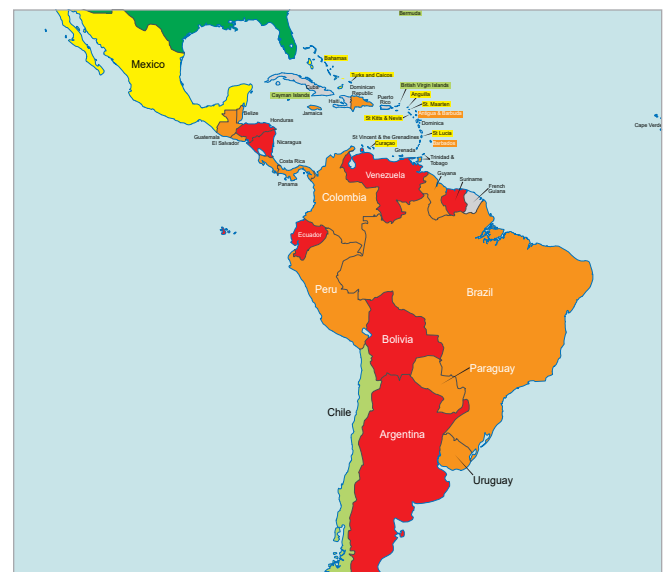 Bermuda
Mexico
Bahamas
Turks and Caicos
Cuba
Cayman Islands
Dominican
Republic
Puerto
Rico
British Virgin Islands
Anguilla
St. Maarten
Haiti
Jamaica
St Kitts & Nevis
Antigua & Barbuda
Belize
Honduras
Dominica
Cape Verde
Guatemala
El Salvador
Nicaragua
St Vincent & the Grenadines
Curaçao
St Lucia
Barbados
Grenada
Costa Rica
Panama
Trinidad &
Tobago
Venezuela
Guyana
Suriname
French
Guiana
Colombia
Ecuador
Peru
Brazil
Bolivia
Paraguay
Chile
Argentina
Uruguay